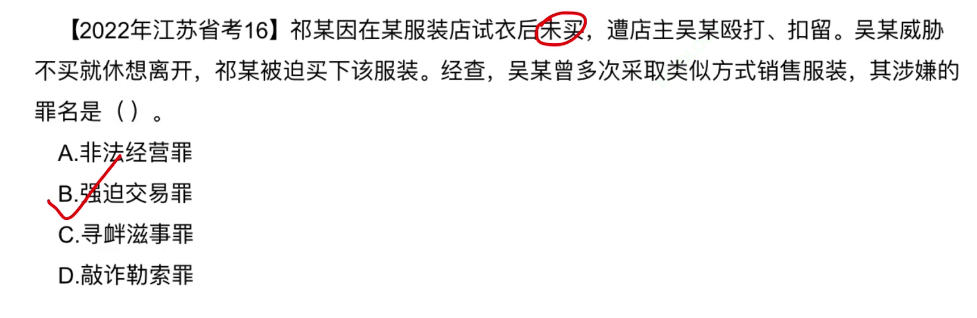 【2022年江苏省考16】祁某因在某服装店试衣后未买，遭店主吴某殴打、扣留。吴某威胁
不买就休想离开，祁某被迫买下该服装。经查，吴某曾多次采取类似方式销售服装，其涉嫌的
罪名是（）。
A.非法经营罪
B.强迫交易罪
C.寻衅滋事罪
D.敲诈勒索罪